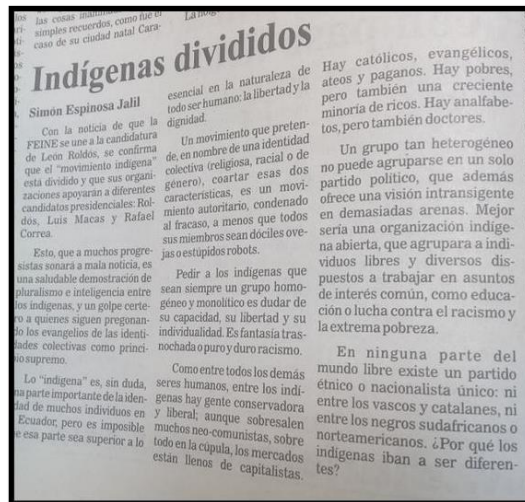 las cosas
simples recuerdos, como fue el
caso de su ciudad natal Cara-
Indígenas divididos
Simón Espinosa Jalil
Con la noticia de que la
FEINE se une a la candidatura
de León Roldós, se confirma
que el "movimiento indígena"
está dividido y que sus organi-
zaciones apoyarán a diferentes
candidatos presidenciales: Rol-
dós, Luis Macas y Rafael
Correa.
Esto, que a muchos progre-
sistas sonará a mala noticia, es
una saludable demostración de
pluralismo e inteligencia entre
los indígenas, y un golpe certe-
ro a quienes siguen pregonan-
do los evangelios de las identi-
dades colectivas como princi-
pio supremo.
Lo "indígena" es, sin duda,
na parte importante de la iden-
dad de muchos individuos en
Ecuador, pero es imposible
e esa parte sea superior a lo
esencial en la naturaleza de
todo ser humano: la libertad y la
dignidad.
Un movimiento que preten-
de, en nombre de una identidad
colectiva (religiosa, racial o de
género), coartar esas dos
características, es un movi-
miento autoritario, condenado
al fracaso, a menos que todos
sus miembros sean dóciles ove-
jas o estúpidos robots.
Pedir a los indígenas que
sean siempre un grupo homo-
géneo y monolítico es dudar de
su capacidad, su libertad y su
individualidad. Es fantasía tras-
nochada o puro y duro racismo.
Como entre todos los demás
seres humanos, entre los indí-
genas hay gente conservadora
y liberal; aunque sobresalen
muchos neo-comunistas, sobre
todo en la cúpula, los mercados
están llenos de capitalistas.
Hay católicos, evangélicos,
ateos y paganos. Hay pobres,
pero también una creciente
minoría de ricos. Hay analfabe-
tos, pero también doctores.
Un grupo tan heterogéneo
no puede agruparse en un solo
partido político, que además
ofrece una visión intransigente
en demasiadas arenas. Mejor
sería una organización indíge-
na abierta, que agrupara a indi-
viduos libres y diversos dis-
puestos a trabajar en asuntos
de interés común, como educa-
ción o lucha contra el racismo y
la extrema pobreza.
En ninguna parte del
mundo libre existe un partido
étnico o nacionalista único: ni
entre los vascos y catalanes, ni
entre los negros sudafricanos o
norteamericanos. ¿Por qué los
indígenas iban a ser diferen-
tes?